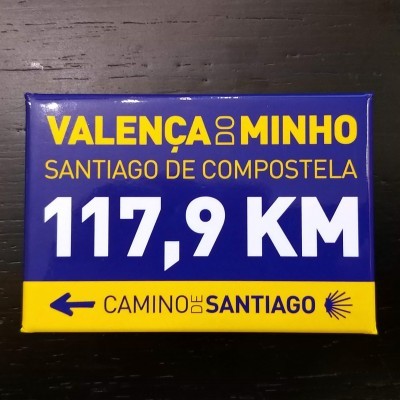 VALENÇA DO MINHO
SANTIAGO DE COMPOSTELA
117,9 KM
CAMINO DE SANTIAGO